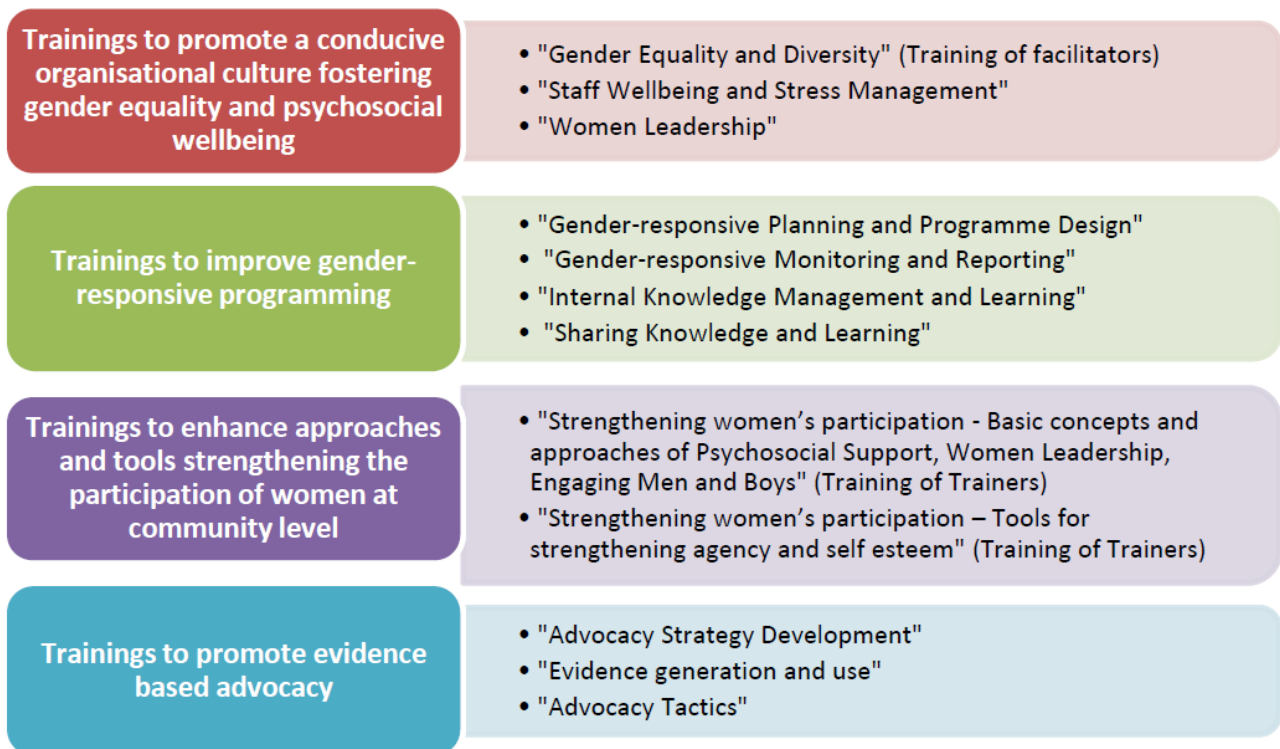 Trainings to promote a conducive
organisational culture fostering
gender equality and psychosocial
wellbeing
• "Gender Equality and Diversity" (Training of facilitators)
• "Staff Wellbeing and Stress Management"
• "Women Leadership"
Trainings to improve gender-
responsive programming
• "Gender-responsive Planning and Programme Design"
• "Gender-responsive Monitoring and Reporting"
• "Internal Knowledge Management and Learning"
• "Sharing Knowledge and Learning"
Trainings to enhance approaches
and tools strengthening the
participation of women at
community level
• "Strengthening women’s participation - Basic concepts and
approaches of Psychosocial Support, Women Leadership,
Engaging Men and Boys" (Training of Trainers)
• "Strengthening women’s participation – Tools for
strengthening agency and self esteem" (Training of Trainers)
Trainings to promote evidence
based advocacy
• "Advocacy Strategy Development"
• "Evidence generation and use"
• "Advocacy Tactics"